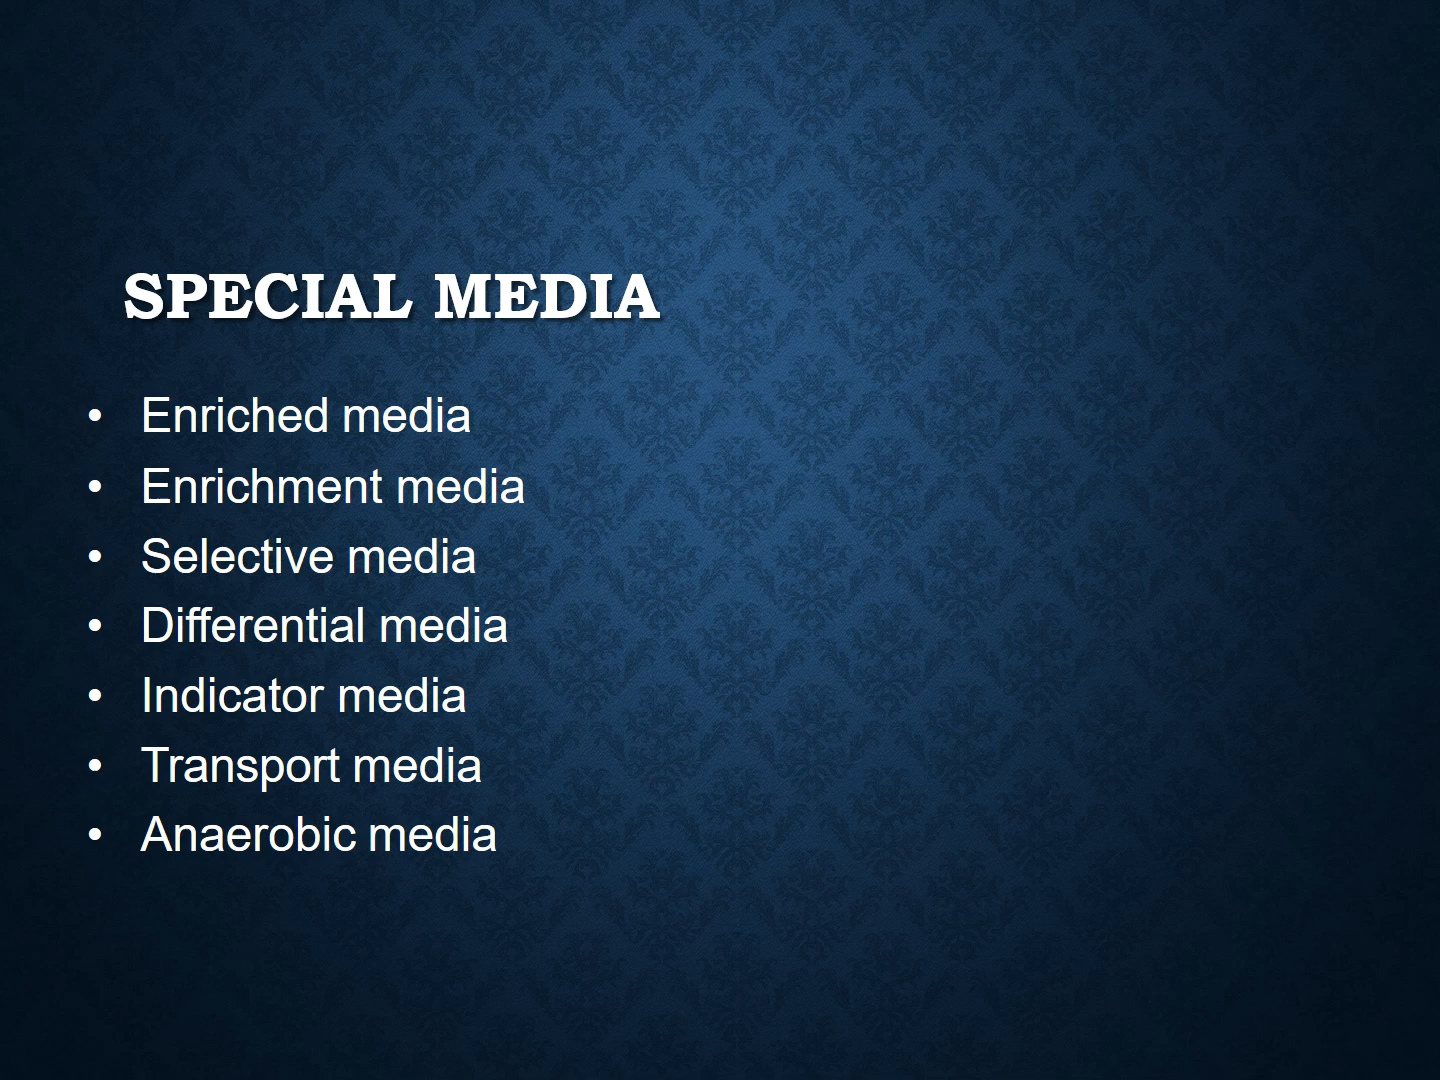 SPECIAL MEDIA
• Enriched media
• Enrichment media
• Selective media
• Differential media
• Indicator media
• Transport media
• Anaerobic media